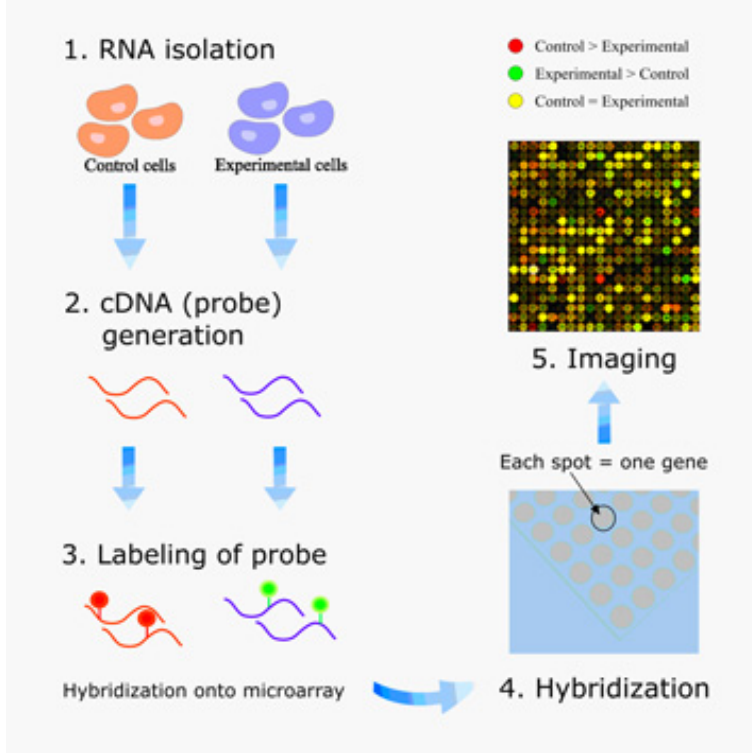 1. RNA isolation
Control cells
Experimental cells
2. cDNA (probe)
generation
3. Labeling of probe
Hybridization onto microarray
4. Hybridization
Each spot = one gene
5. Imaging
Control > Experimental
Experimental > Control
Control = Experimental